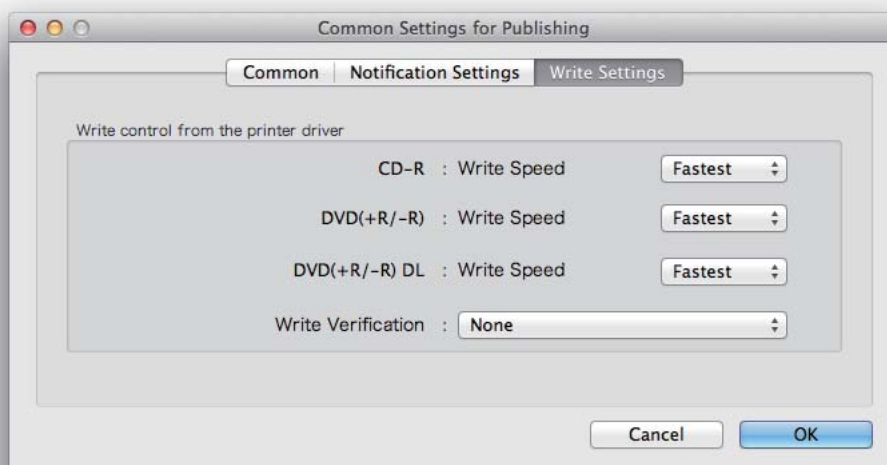 Common Settings for Publishing
Common Notification Settings Write Settings
Write control from the printer driver
CD-R : Write Speed Fastest
DVD(+R/-R) : Write Speed Fastest
DVD(+R/-R) DL : Write Speed Fastest
Write Verification : None
Cancel OK